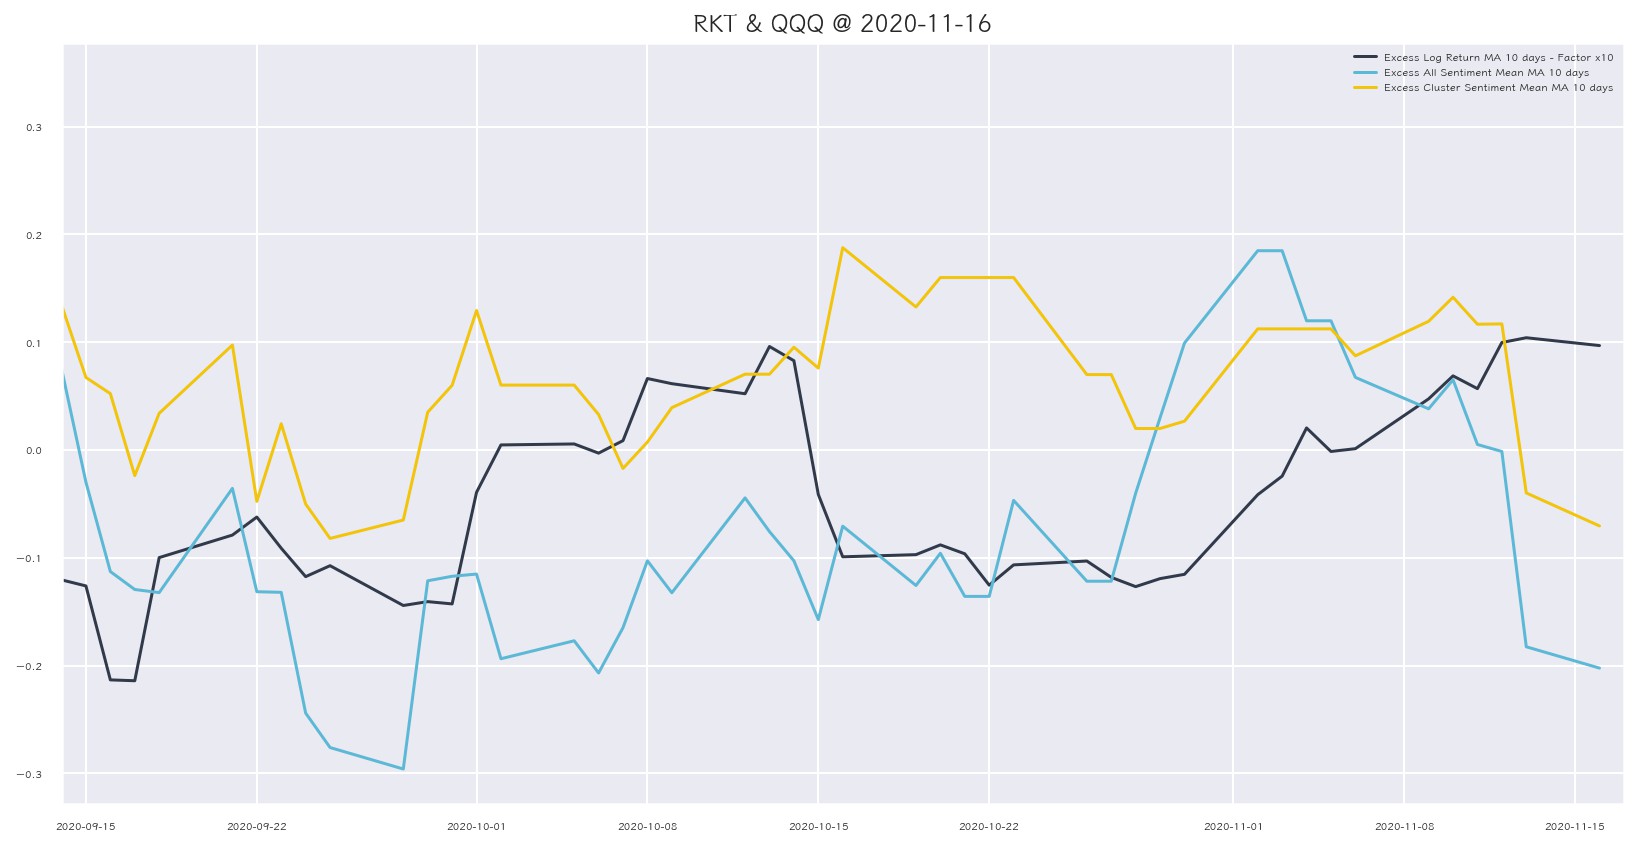 RKT & QQQ @ 2020-11-16
Excess Log Return MA 10 days - Factor x10
Excess All Sentiment Mean MA 10 days
Excess Cluster Sentiment Mean MA 10 days
0.3
0.2
0.1
0.0
−0.1
−0.2
−0.3
2020-09-15 2020-09-22 2020-10-01 2020-10-08 2020-10-15 2020-10-22 2020-11-01 2020-11-08 2020-11-15